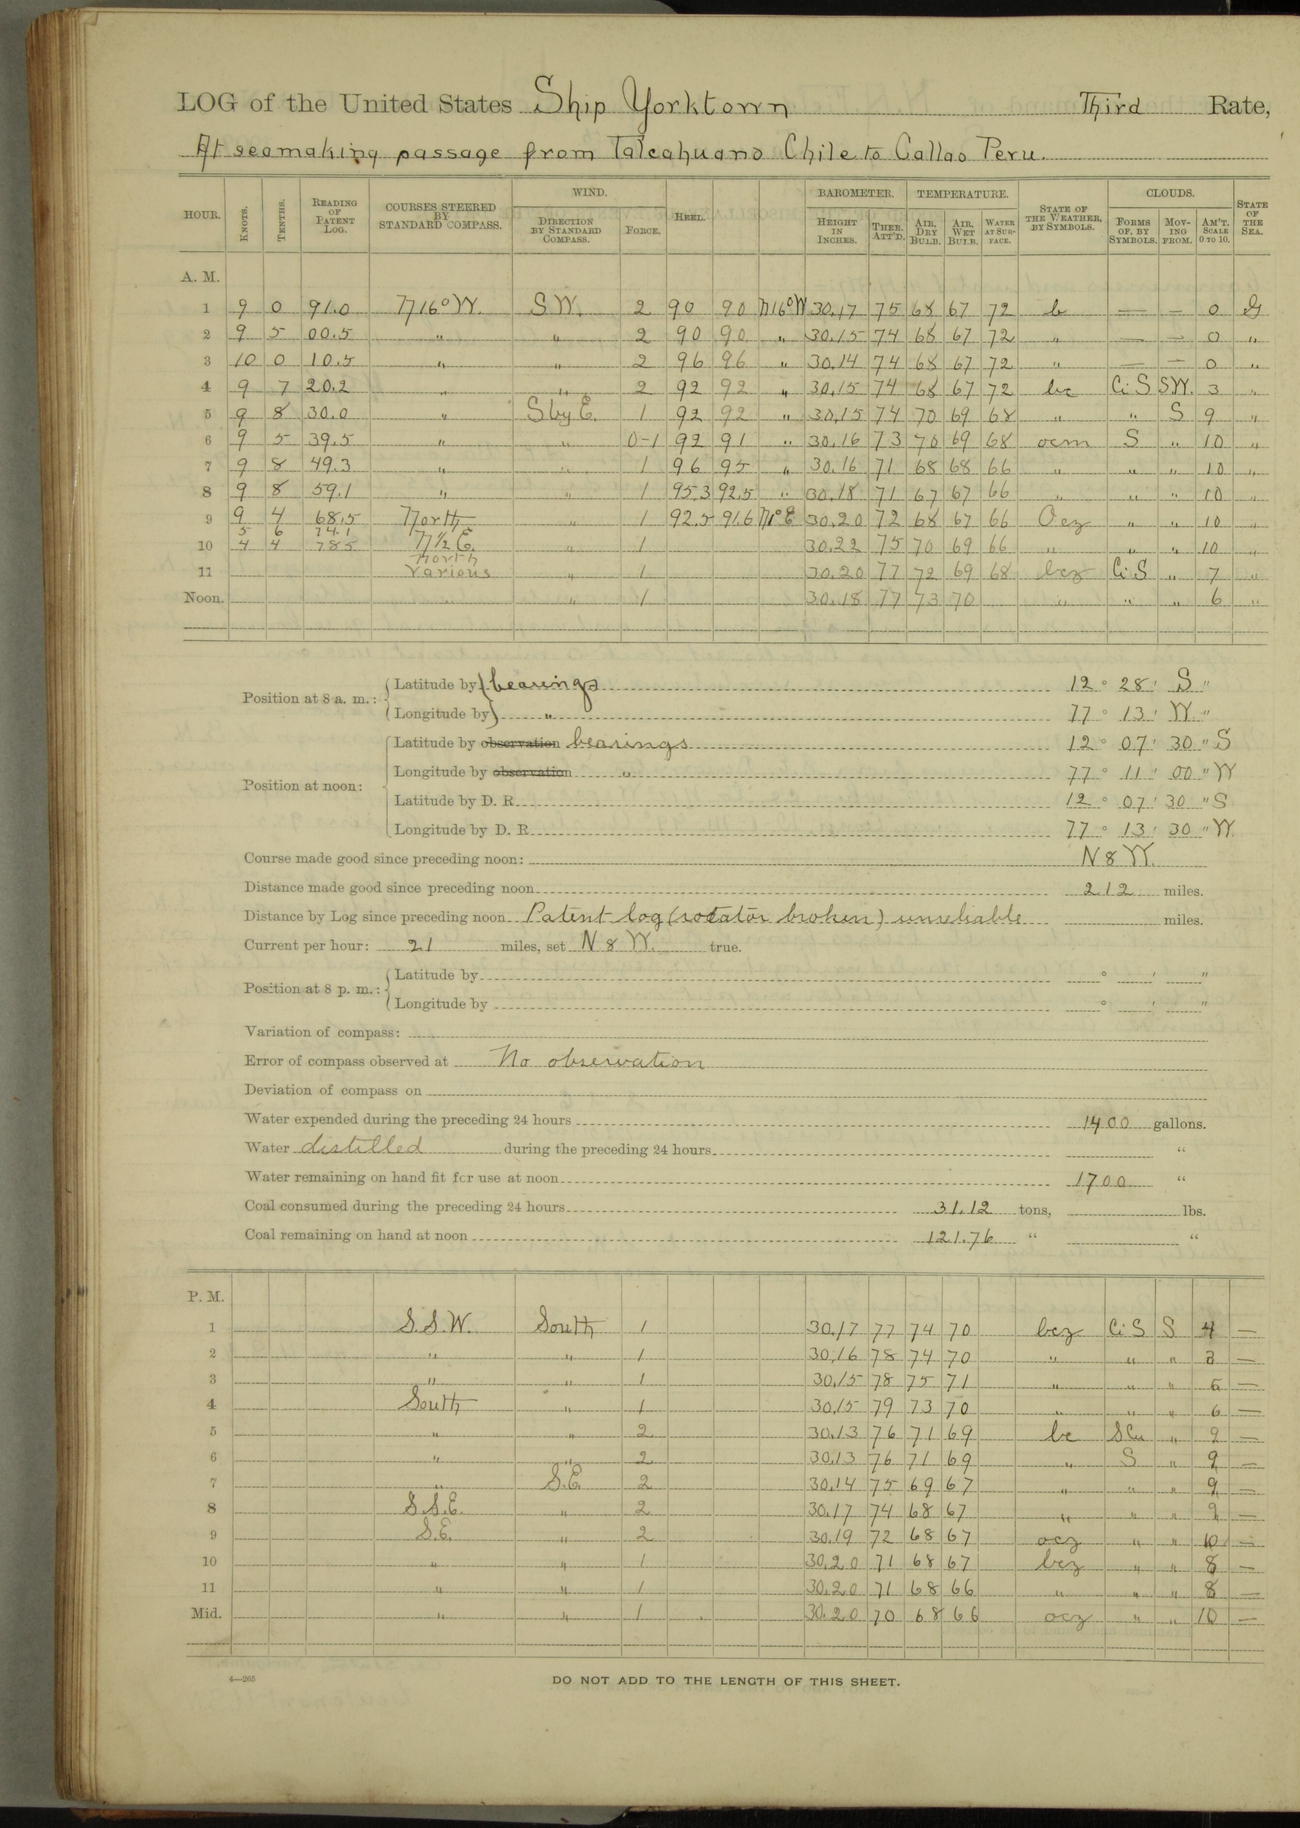 LOG of the United States Ship Yorktown Third Rate,
At sea making passage from Talcahuano Chile to Callao Peru.
HOUR. KNOTS. TENTHS. READING OF PATENT LOG. COURSES STEERED BY STANDARD COMPASS. WIND. DIRECTION BY STANDARD COMPASS. FORCE. HEEL. BAROMETER. HEIGHT IN INCHES. THER. ATT'D. TEMPERATURE. AIR, DRY BULB. AIR, WET BULB. WATER AT SURFACE. STATE OF THE WEATHER, BY SYMBOLS. CLOUDS. FORMS OF, BY SYMBOLS. MOVING FROM. AM'T. SCALE 0 TO 10. STATE OF THE SEA.
A. M.
1 9 0 91.0 N16°W. SW. 2 90 90 N16°W 30.17 75 68 67 72 b — — 0 G
2 9 5 00.5 " " 2 90 90 " 30.15 74 68 67 72 " — — 0 "
3 10 0 10.5 " " 2 96 96 " 30.14 74 68 67 72 " — — 0 "
4 9 7 20.2 " " 2 92 92 " 30.15 74 68 67 72 bc Ci S SW. 3 "
5 9 8 30.0 " S by E. 1 92 92 " 30.15 74 70 69 68 " " S 9 "
6 9 5 39.5 " " 0-1 92 91 " 30.16 73 70 69 68 ocm S " 10 "
7 9 8 49.3 " " 1 96 95 " 30.16 71 68 68 66 " " " 10 "
8 9 8 59.1 " " 1 95.3 92.5 " 30.18 71 67 67 66 " " " 10 "
9 9 4 68.5 North " 1 92.5 91.6 N1°E 30.20 72 68 67 66 Ocz " " 10 "
5 6 74.1
10 4 4 78.5 N½E. " 1 30.22 75 70 69 66 " " " 10 "
North
11 Various " 1 30.20 77 72 69 68 bcz Ci S " 7 "
Noon. " 1 30.18 77 73 70 " " " 6 "
Position at 8 a. m.: Latitude by bearings 12 ° 28 ' S "
Longitude by " 77 ° 13 ' W. "
Position at noon: Latitude by observation bearings 12 ° 07 ' 30 " S
Longitude by observation " 77 ° 11 ' 00 " W
Latitude by D. R. 12 ° 07 ' 30 " S
Longitude by D. R. 77 ° 13 ' 30 " W.
Course made good since preceding noon: N 8 W.
Distance made good since preceding noon 212 miles.
Distance by Log since preceding noon Patent log (rotator broken) unreliable miles.
Current per hour: 21 miles, set N 8 W. true.
Position at 8 p. m.: Latitude by ° ' "
Longitude by ° ' "
Variation of compass:
Error of compass observed at No observation
Deviation of compass on
Water expended during the preceding 24 hours 1400 gallons.
Water distilled during the preceding 24 hours "
Water remaining on hand fit for use at noon 1700 "
Coal consumed during the preceding 24 hours 31.12 tons, lbs.
Coal remaining on hand at noon 121.76 " "
P. M.
1 S.S.W. South 1 30.17 77 74 70 bcz Ci S S 4 —
2 " " 1 30.16 78 74 70 " " " 3 —
3 " " 1 30.15 78 75 71 " " " 5 —
4 South " 1 30.15 79 73 70 " " " 6 —
5 " " 2 30.13 76 71 69 bc SCu " 9 —
6 " " 2 30.13 76 71 69 " S " 9 —
7 " S.E. 2 30.14 75 69 67 " " " 9 —
8 S.S.E. " 2 30.17 74 68 67 " " " 9 —
9 S.E. " 2 30.19 72 68 67 ocz " " 10 —
10 " " 1 30.20 71 68 67 bcz " " 8 —
11 " " 1 30.20 71 68 66 " " " 8 —
Mid. " " 1 30.20 70 68 66 ocz " " 10 —
4—265
DO NOT ADD TO THE LENGTH OF THIS SHEET.